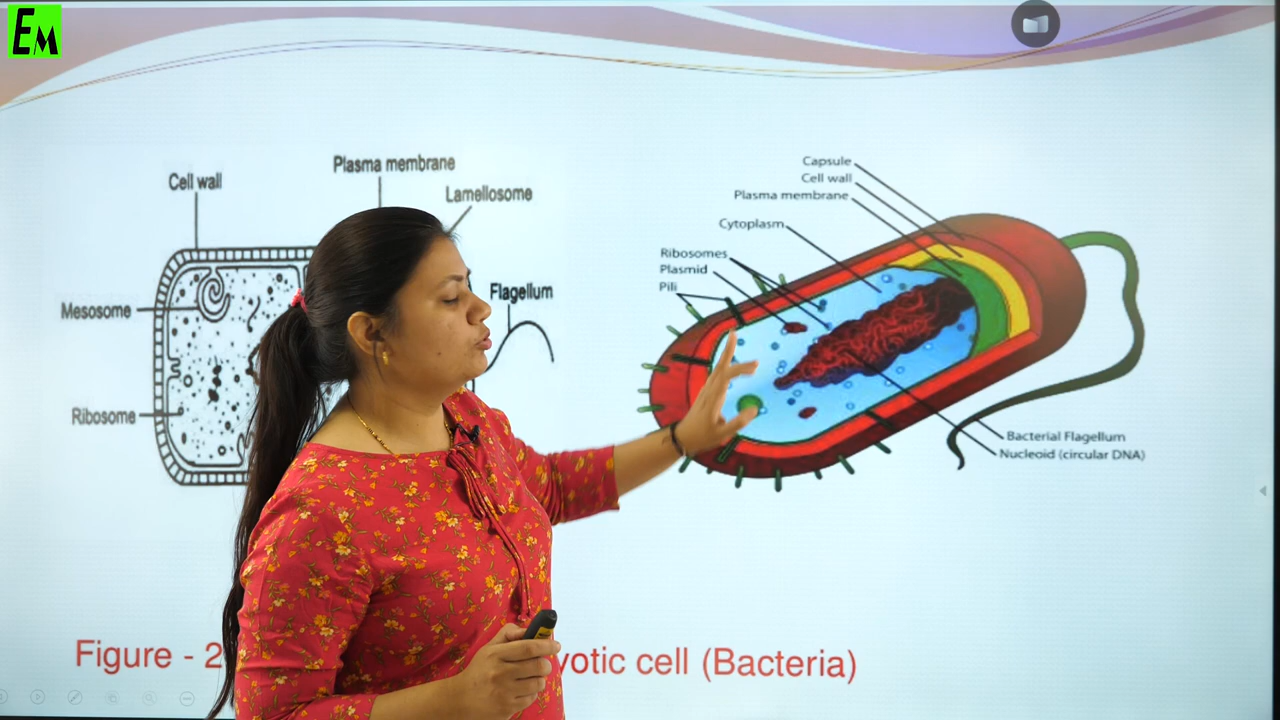 EM
Cell wall
Plasma membrane
Lamellosome
Mesosome
Flagellum
Ribosome
Capsule
Cell wall
Plasma membrane
Cytoplasm
Ribosomes
Plasmid
Pili
Bacterial Flagellum
Nucleoid (circular DNA)
Figure - 2 cell (Bacteria)